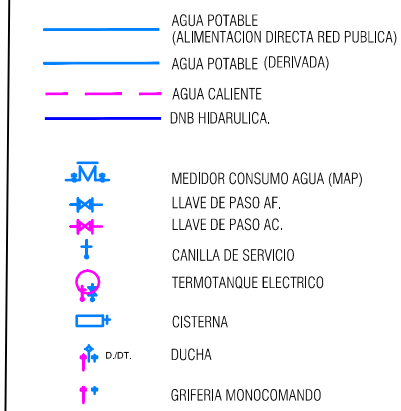 AGUA POTABLE
(ALIMENTACION DIRECTA RED PUBLICA)
AGUA POTABLE (DERIVADA)
AGUA CALIENTE
DNB HIDARULICA.
M MEDIDOR CONSUMO AGUA (MAP)
LLAVE DE PASO AF.
LLAVE DE PASO AC.
CANILLA DE SERVICIO
TERMOTANQUE ELECTRICO
CISTERNA
D./DT. DUCHA
GRIFERIA MONOCOMANDO